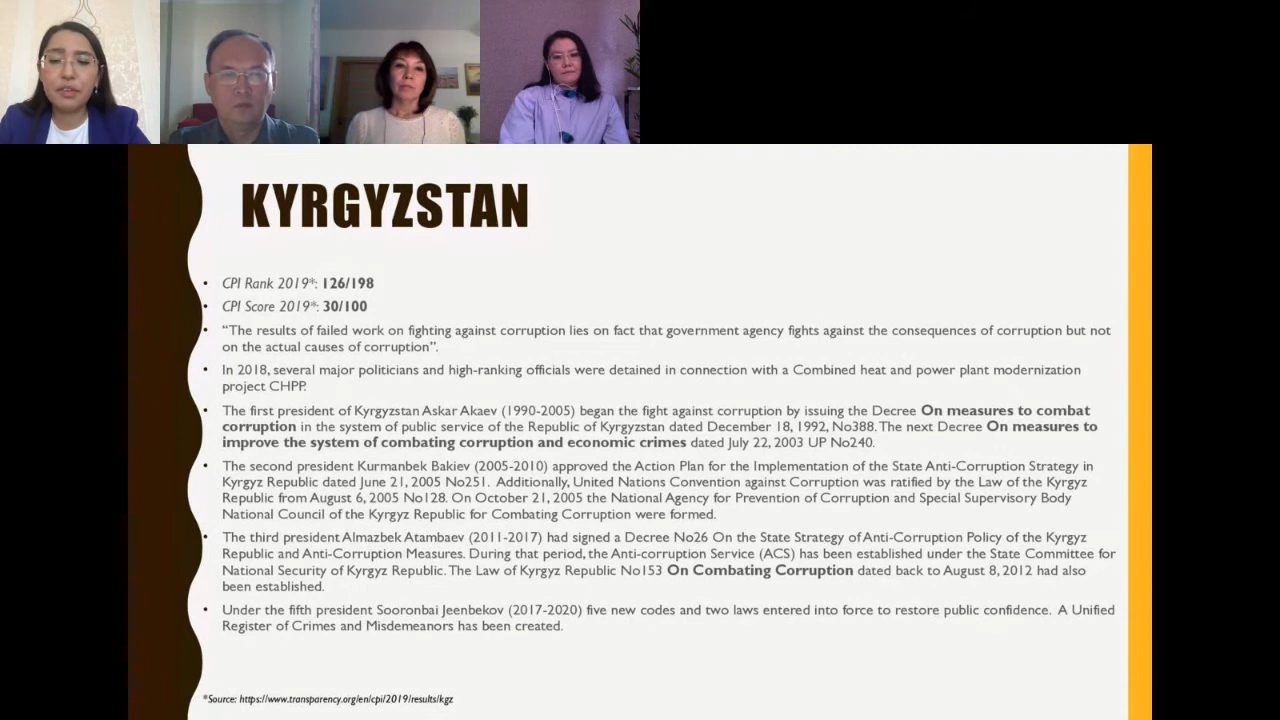 KYRGYZSTAN
• CPI Rank 2019*: 126/198
• CPI Score 2019*: 30/100
• “The results of failed work on fighting against corruption lies on fact that government agency fights against the consequences of corruption but not
on the actual causes of corruption”.
• In 2018, several major politicians and high-ranking officials were detained in connection with a Combined heat and power plant modernization
project CHPP.
• The first president of Kyrgyzstan Askar Akaev (1990-2005) began the fight against corruption by issuing the Decree On measures to combat
corruption in the system of public service of the Republic of Kyrgyzstan dated December 18, 1992, No388. The next Decree On measures to
improve the system of combating corruption and economic crimes dated July 22, 2003 UP No240.
• The second president Kurmanbek Bakiev (2005-2010) approved the Action Plan for the Implementation of the State Anti-Corruption Strategy in
Kyrgyz Republic dated June 21, 2005 No251. Additionally, United Nations Convention against Corruption was ratified by the Law of the Kyrgyz
Republic from August 6, 2005 No128. On October 21, 2005 the National Agency for Prevention of Corruption and Special Supervisory Body
National Council of the Kyrgyz Republic for Combating Corruption were formed.
• The third president Almazbek Atambaev (2011-2017) had signed a Decree No26 On the State Strategy of Anti-Corruption Policy of the Kyrgyz
Republic and Anti-Corruption Measures. During that period, the Anti-corruption Service (ACS) has been established under the State Committee for
National Security of Kyrgyz Republic. The Law of Kyrgyz Republic No153 On Combating Corruption dated back to August 8, 2012 had also
been established.
• Under the fifth president Sooronbai Jeenbekov (2017-2020) five new codes and two laws entered into force to restore public confidence. A Unified
Register of Crimes and Misdemeanors has been created.
*Source: https://www.transparency.org/en/cpi/2019/results/kgz